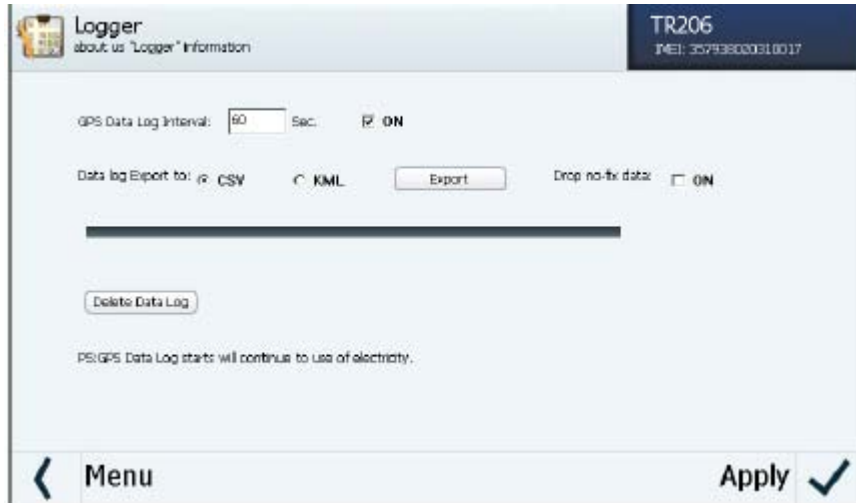 Logger
about us "Logger" Information
TR206
IMEI: 357938020310017
GPS Data Log Interval: 60 Sec. ON
Data log Export to: CSV KML Export Drop no-fix data: ON
Delete Data Log
PS:GPS Data Log starts will continue to use of electricity.
Menu
Apply